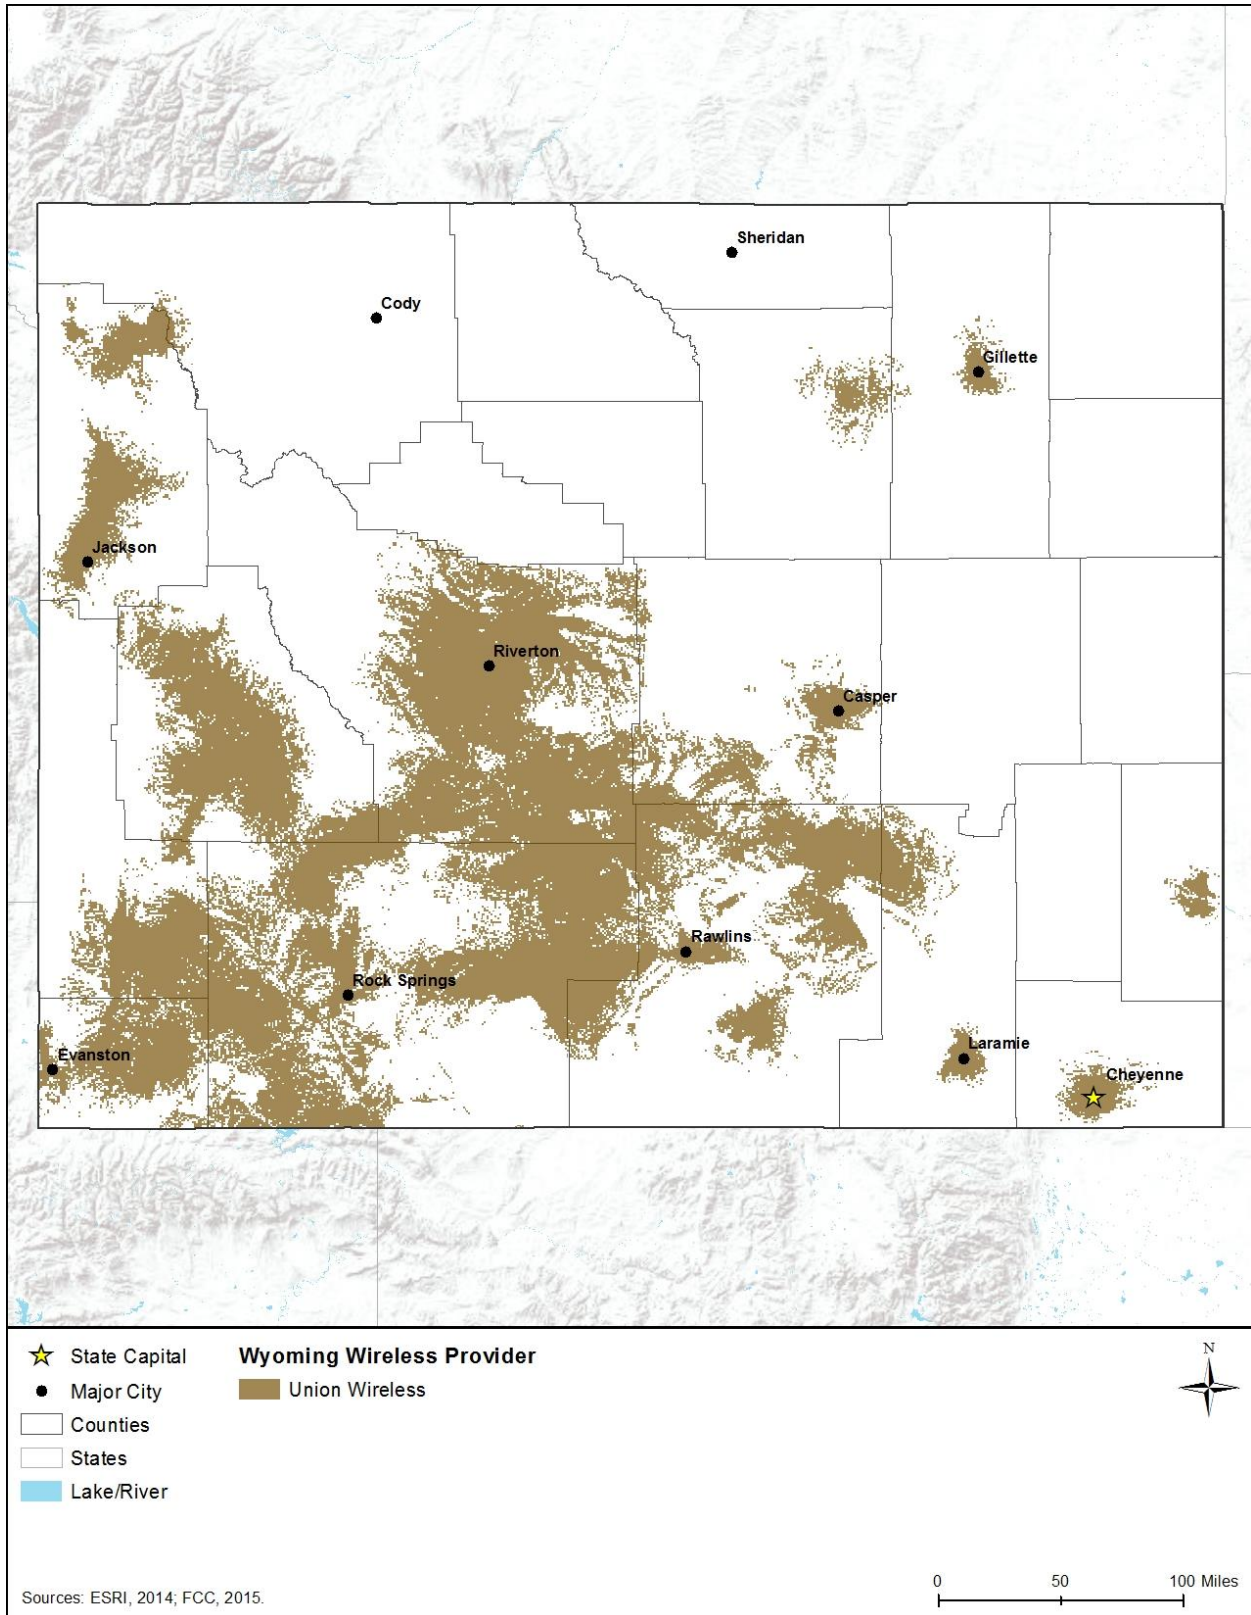 Sheridan
Cody
Gillette
Jackson
Riverton
Casper
Rawlins
Rock Springs
Laramie
Evanston
Cheyenne
State Capital
Wyoming Wireless Provider
N
Major City
Union Wireless
Counties
States
Lake/River
Sources: ESRI, 2014; FCC, 2015.
0 50 100 Miles